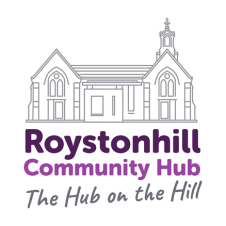 Roystonhill
Community Hub
The Hub on the Hill